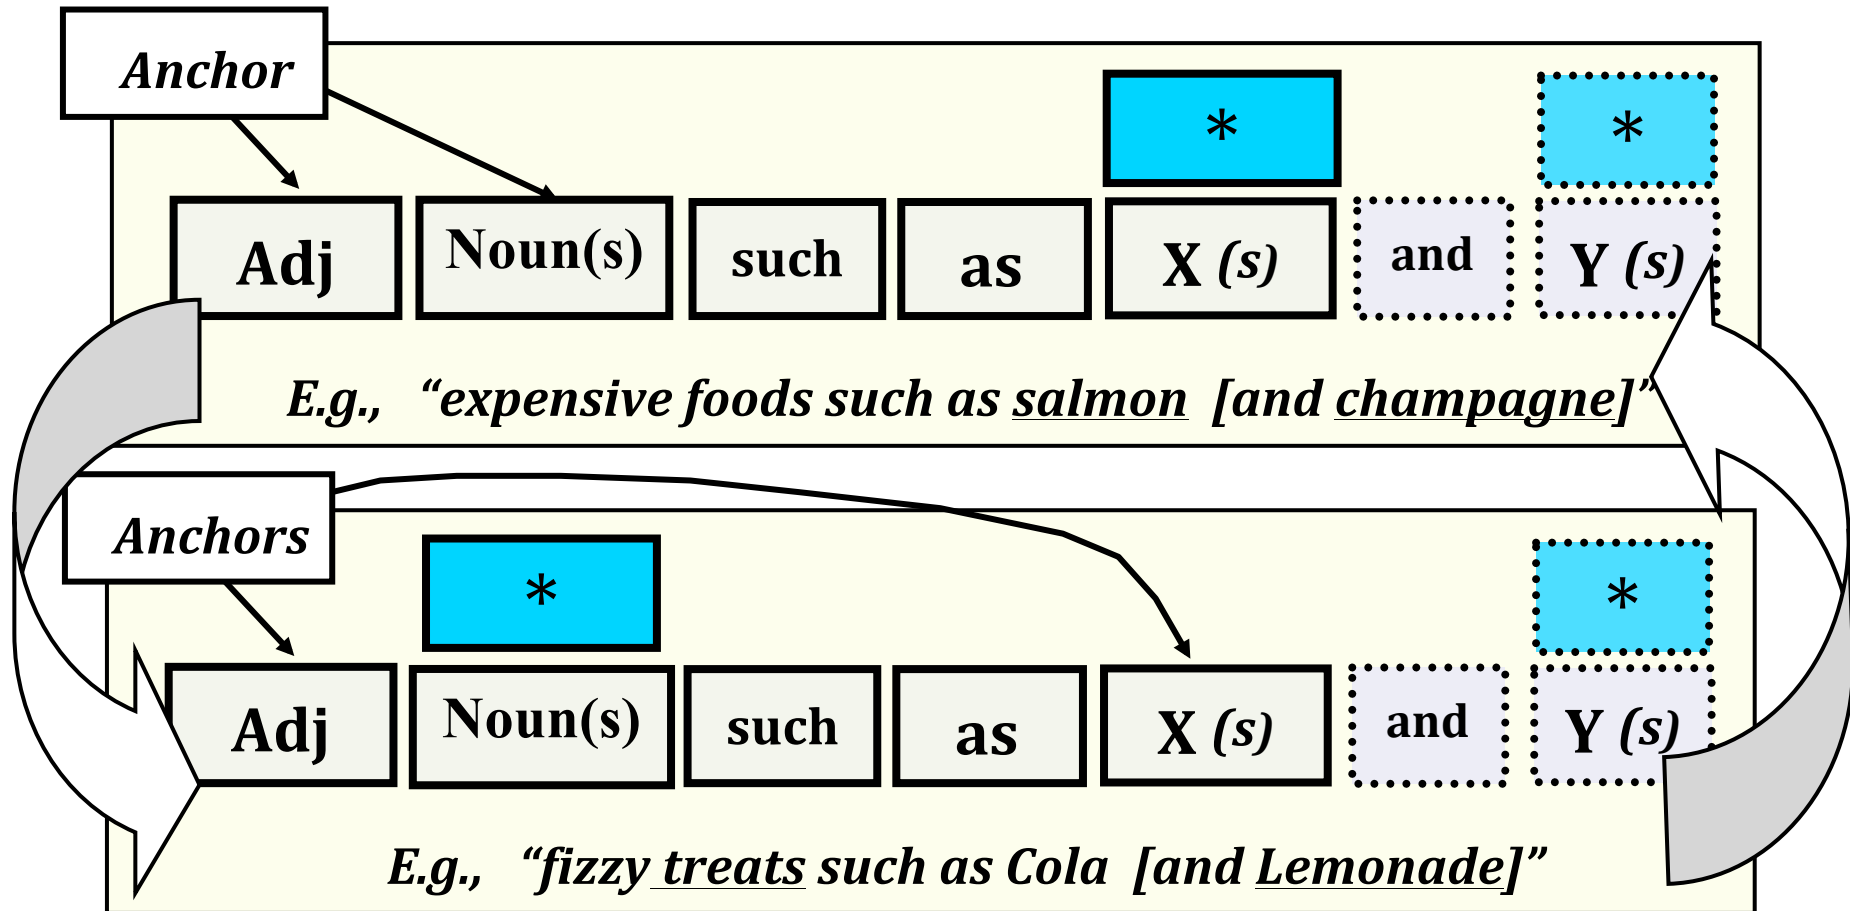 Anchor
* *
Adj Noun(s) such as X (s) and Y (s)
E.g., “expensive foods such as salmon [and champagne]”
Anchors
* *
Adj Noun(s) such as X (s) and Y (s)
E.g., “fizzy treats such as Cola [and Lemonade]”